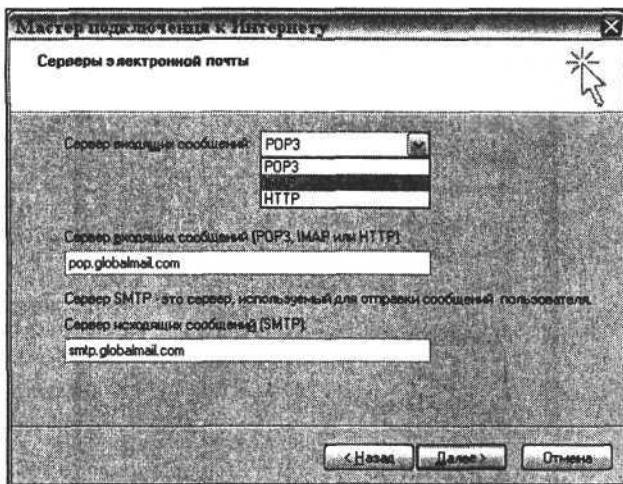 Мастер подключения к Интернету
Серверы электронной почты
Сервер входящих сообщений: POP3
POP3
IMAP
HTTP
Сервер входящих сообщений (POP3, IMAP или HTTP)
pop.globalmail.com
Сервер SMTP - это сервер, используемый для отправки сообщений пользователя.
Сервер исходящих сообщений (SMTP):
smtp.globalmail.com
< Назад Далее > Отмена